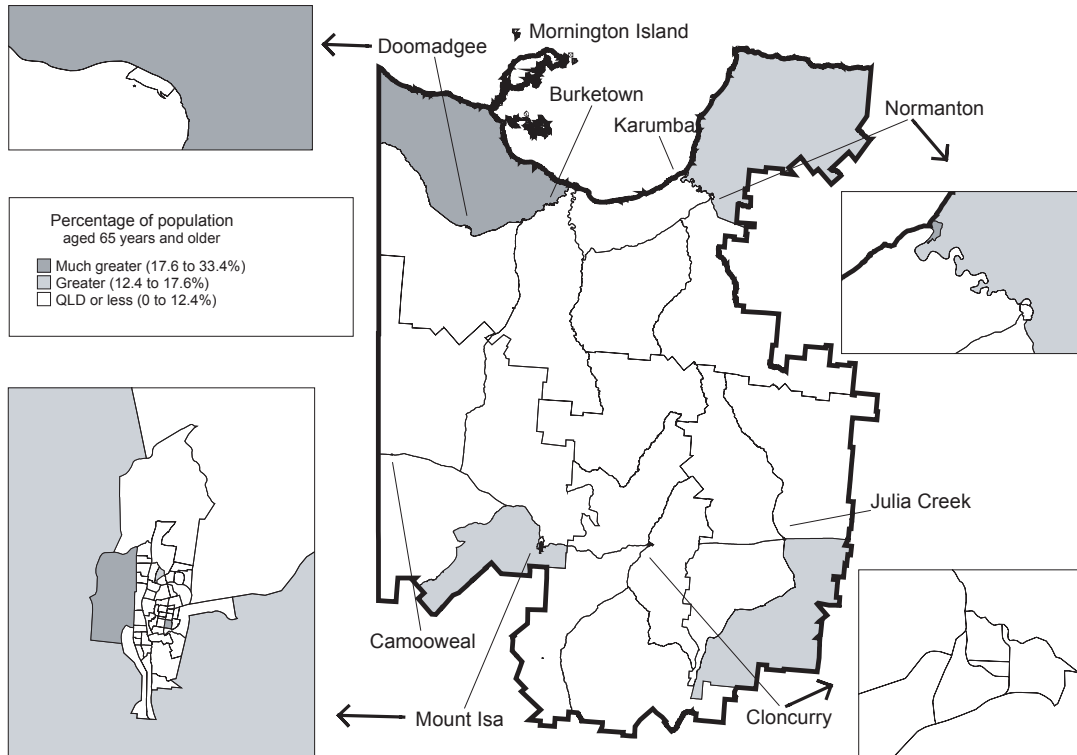 Mornington Island
Doomadgee
Burketown
Karumba
Normanton
Percentage of population
aged 65 years and older
Much greater (17.6 to 33.4%)
Greater (12.4 to 17.6%)
QLD or less (0 to 12.4%)
Julia Creek
Camooweal
Mount Isa
Cloncurry